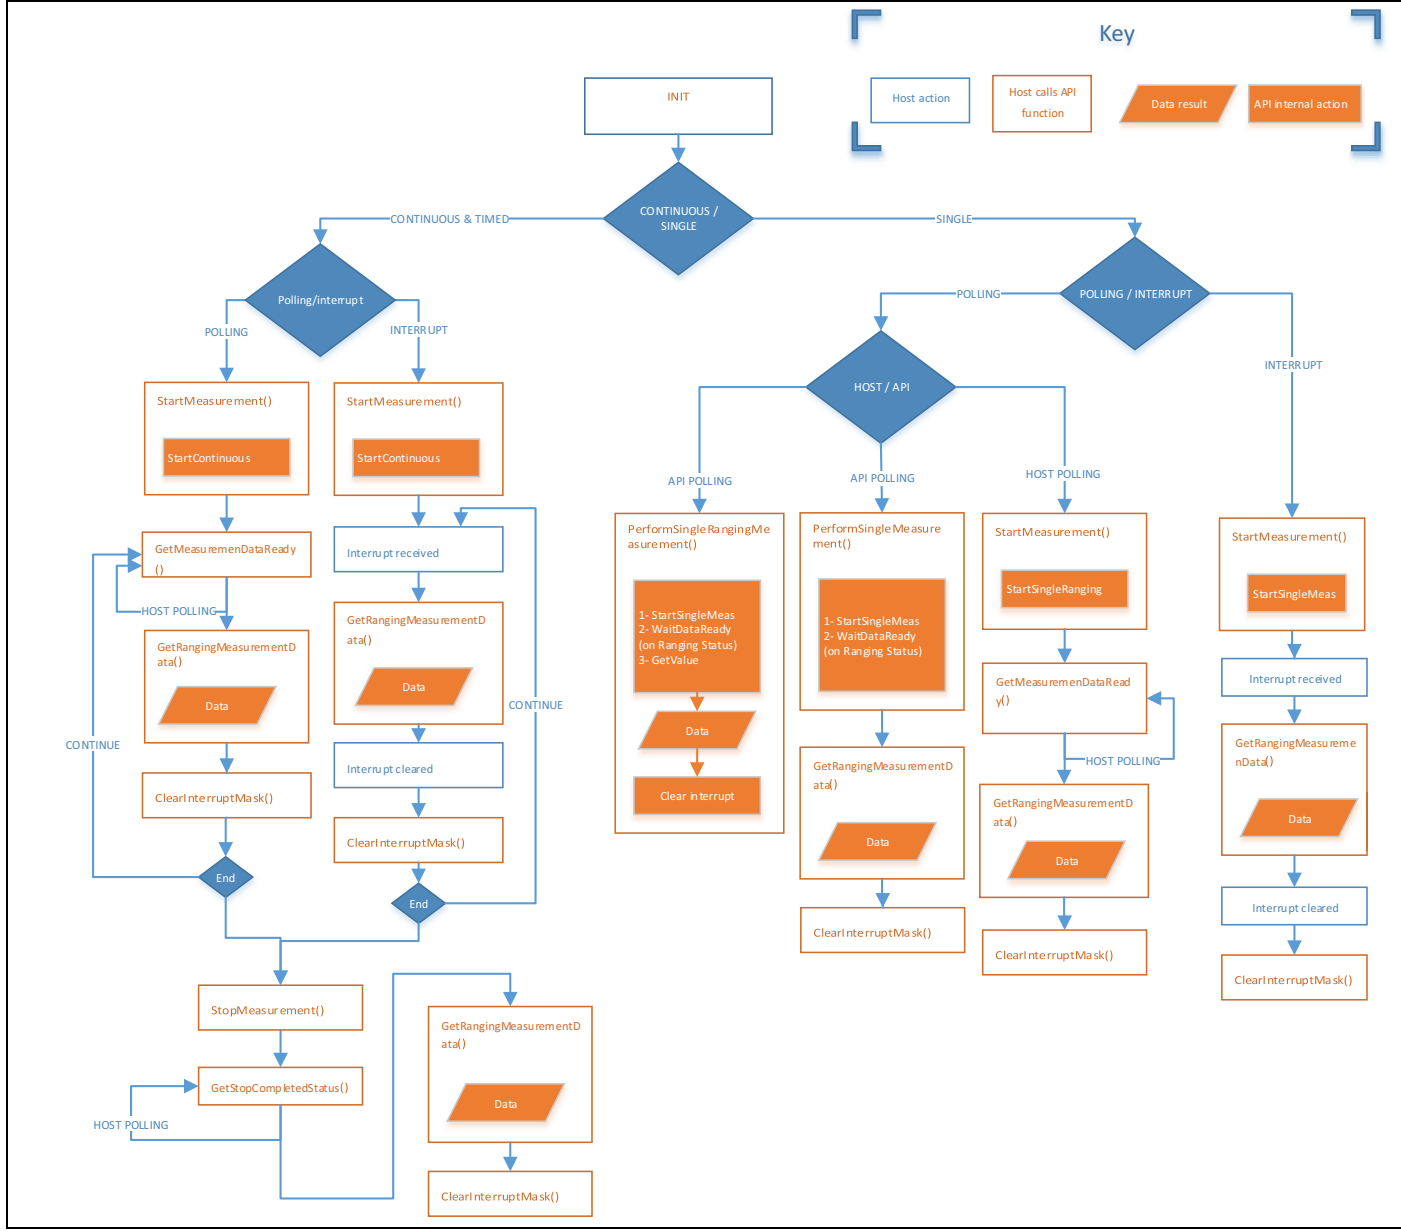 Key
Host action
Host calls API
function
Data result
API internal action
INIT
CONTINUOUS /
SINGLE
CONTINUOUS & TIMED
SINGLE
Polling/interrupt
POLLING
INTERRUPT
POLLING / INTERRUPT
POLLING
INTERRUPT
HOST / API
API POLLING
API POLLING
HOST POLLING
StartMeasurement()
StartContinuous
GetMeasuremenDataReady
()
HOST POLLING
GetRangingMeasurementD
ata()
Data
CONTINUE
ClearInterruptMask()
End
StartMeasurement()
StartContinuous
Interrupt received
GetRangingMeasurementD
ata()
Data
CONTINUE
Interrupt cleared
ClearInterruptMask()
End
StopMeasurement()
GetStopCompletedStatus()
HOST POLLING
GetRangingMeasurementD
ata()
Data
ClearInterruptMask()
PerformSingleRangingMe
asurement()
1- StartSingleMeas
2- WaitDataReady
(on Ranging Status)
3- GetValue
Data
Clear interrupt
PerformSingleMeasure
ment()
1- StartSingleMeas
2- WaitDataReady
(on Ranging Status)
GetRangingMeasurementD
ata()
Data
ClearInterruptMask()
StartMeasurement()
StartSingleRanging
GetMeasuremenDataRead
y()
HOST POLLING
GetRangingMeasurementD
ata()
Data
ClearInterruptMask()
StartMeasurement()
StartSingleMeas
Interrupt received
GetRangingMeasureme
nData()
Data
Interrupt cleared
ClearInterruptMask()